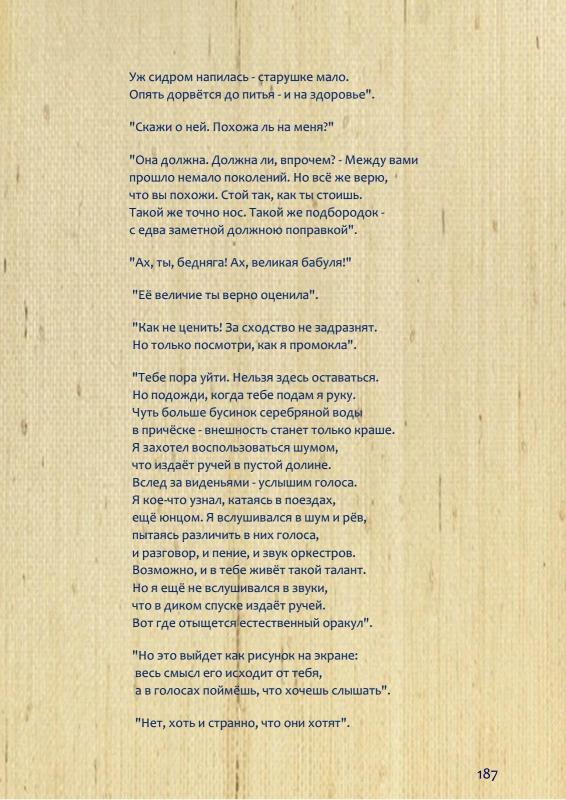 Уж сидром напилась - старушке мало.
Опять дорвётся до питья - и на здоровье".
"Скажи о ней. Похожа ль на меня?"
"Она должна. Должна ли, впрочем? - Между вами
прошло немало поколений. Но всё же верю,
что вы похожи. Стой так, как ты стоишь.
Такой же точно нос. Такой же подбородок -
с едва заметной должною поправкой".
"Ах, ты, бедняга! Ах, великая бабуля!"
"Её величие ты верно оценила".
"Как не ценить! За сходство не задразнят.
Но только посмотри, как я промокла".
"Тебе пора уйти. Нельзя здесь оставаться.
Но подожди, когда тебе подам я руку.
Чуть больше бусинок серебряной воды
в причёске - внешность станет только краше.
Я захотел воспользоваться шумом,
что издаёт ручей в пустой долине.
Вслед за виденьями - услышим голоса.
Я кое-что узнал, катаясь в поездах,
ещё юнцом. Я вслушивался в шум и рёв,
пытаясь различить в них голоса,
и разговор, и пение, и звук оркестров.
Возможно, и в тебе живёт такой талант.
Но я ещё не вслушивался в звуки,
что в диком спуске издаёт ручей.
Вот где отыщется естественный оракул".
"Но это выйдет как рисунок на экране:
весь смысл его исходит от тебя,
а в голосах поймёшь, что хочешь слышать".
"Нет, хоть и странно, что они хотят".
187